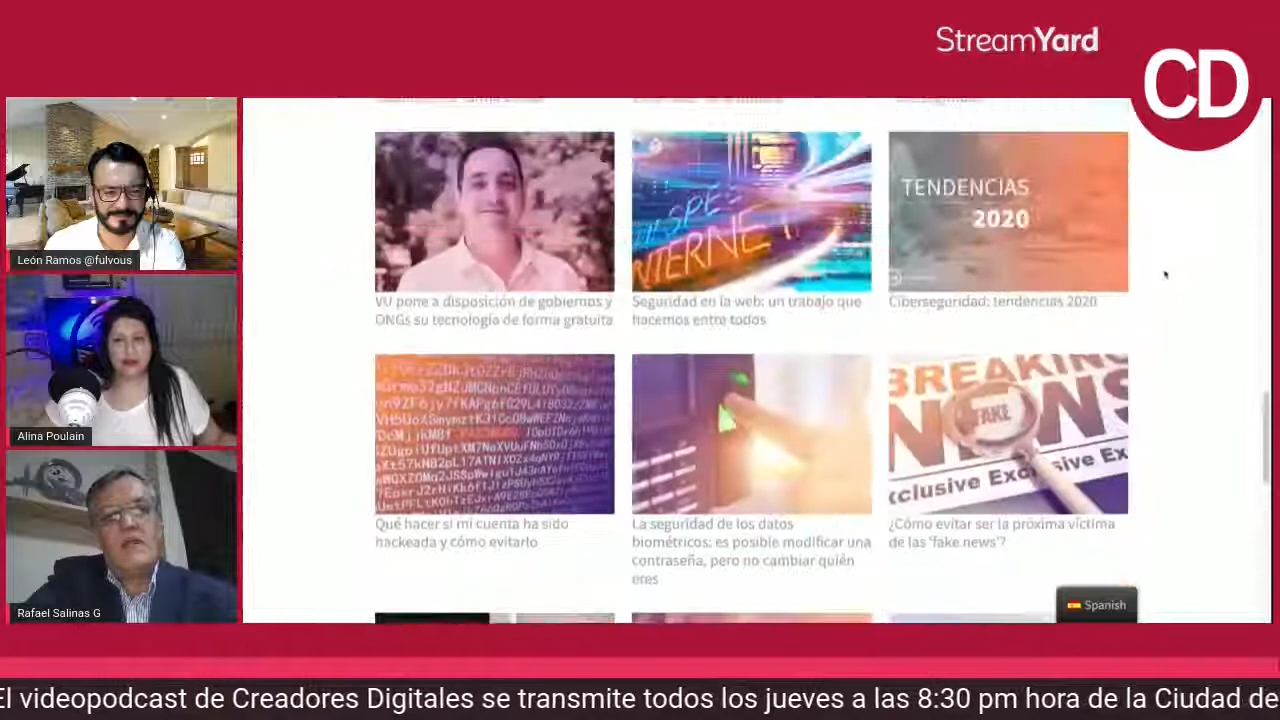 StreamYard
CD
León Ramos @fulvous
Alina Poulain
Rafael Salinas G
INTERNET
TENDENCIAS
2020
VU pone a disposición de gobiernos y
ONGs su tecnología de forma gratuita
Seguridad en la web: un trabajo que
hacemos entre todos
Ciberseguridad: tendencias 2020
BREAKING
NEWS
FAKE
Qué hacer si mi cuenta ha sido
hackeada y cómo evitarlo
La seguridad de los datos
biométricos: es posible modificar una
contraseña, pero no cambiar quién
eres
¿Cómo evitar ser la próxima víctima
de las 'fake news'?
Spanish
El videopodcast de Creadores Digitales se transmite todos los jueves a las 8:30 pm hora de la Ciudad de